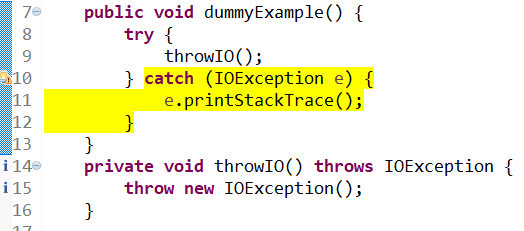 7 public void dummyExample() {
8 try {
9 throwIO();
10 } catch (IOException e) {
11 e.printStackTrace();
12 }
13 }
14 private void throwIO() throws IOException {
15 throw new IOException();
16 }